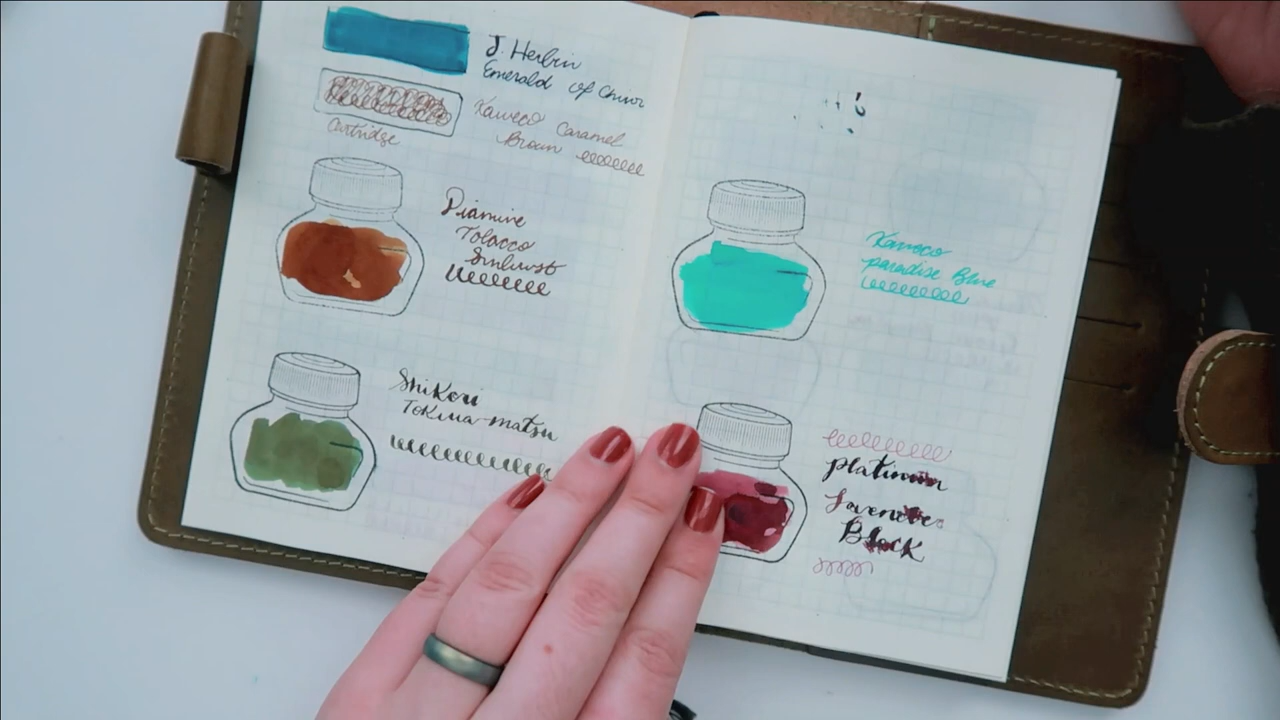 J. Herbin
Emerald of Chivor
Kaweco Caramel
Brown
Cartridge
Diamine
Tobacco
Sunburst
Shikori
Tokiwa-matsu
Kaweco
paradise Blue
Platinum
Lavender
Black